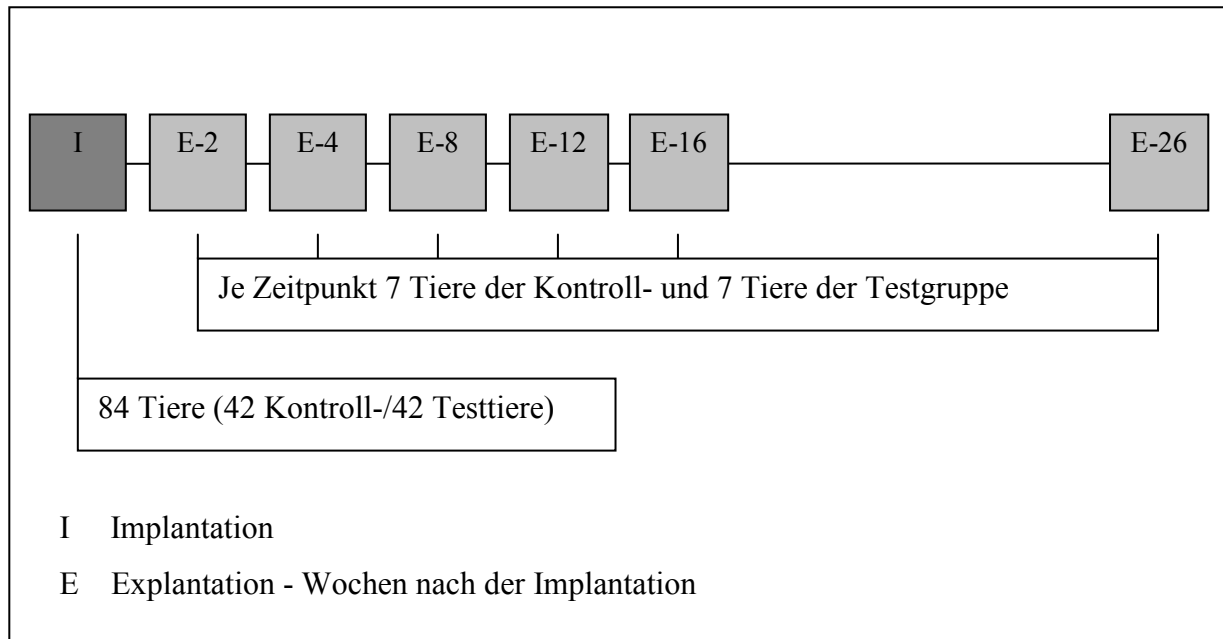 I E-2 E-4 E-8 E-12 E-16 E-26
Je Zeitpunkt 7 Tiere der Kontroll- und 7 Tiere der Testgruppe
84 Tiere (42 Kontroll-/42 Testtiere)
I Implantation
E Explantation - Wochen nach der Implantation